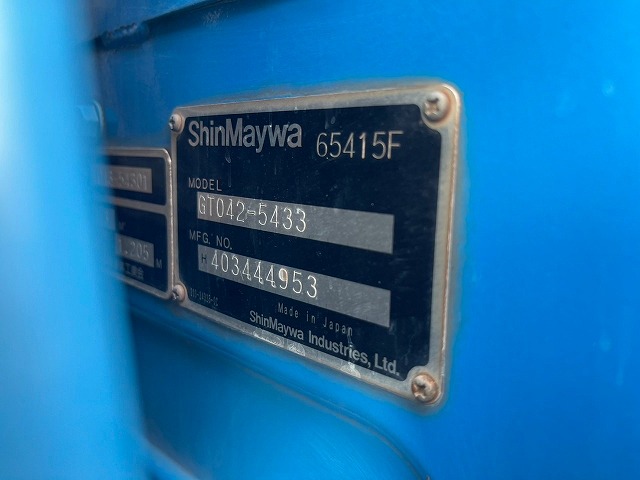 ShinMaywa 65415F
MODEL
GT042-5433
MFG. NO.
H 403444953
Made in Japan
ShinMaywa Industries, Ltd.